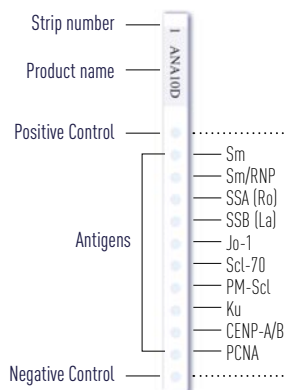 Strip number
1 ANA10D
Product name
Positive Control
Sm
Sm/RNP
SSA (Ro)
SSB (La)
Antigens
Jo-1
Scl-70
PM-Scl
Ku
CENP-A/B
PCNA
Negative Control